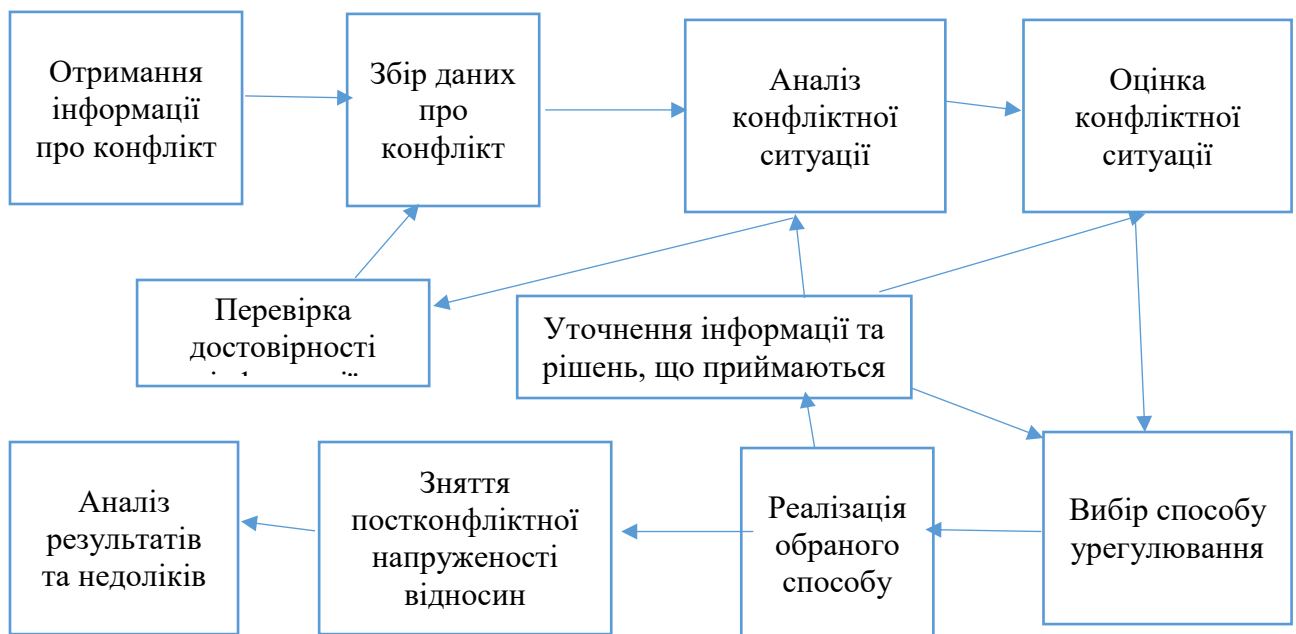 Отримання
інформації
про конфлікт
Збір даних
про
конфлікт
Аналіз
конфліктної
ситуації
Оцінка
конфліктної
ситуації
Перевірка
достовірності
Уточнення інформації та
рішень, що приймаються
Аналіз
результатів
та недоліків
Зняття
постконфліктної
напруженості
відносин
Реалізація
обраного
способу
Вибір способу
урегулювання